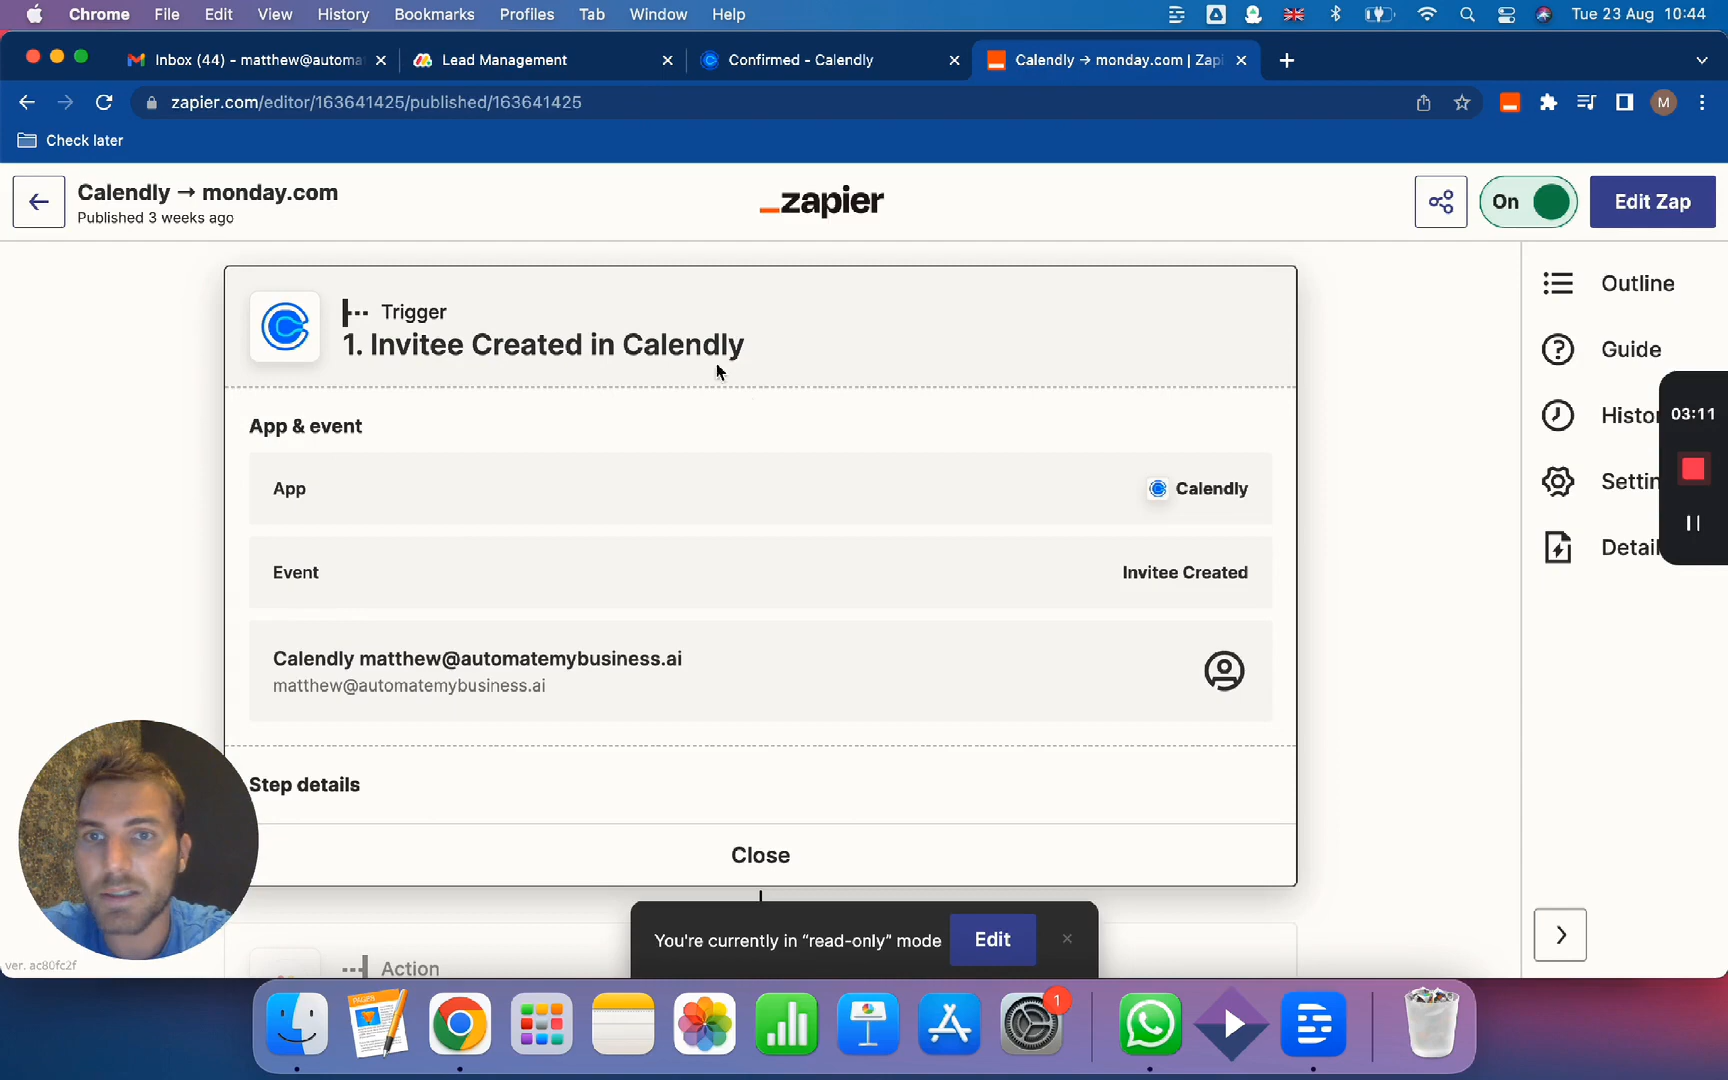 Chrome File Edit View History Bookmarks Profiles Tab Window Help Tue 23 Aug 10:44
Inbox (44) - matthew@automa Lead Management Confirmed - Calendly Calendly → monday.com | Zapi
zapier.com/editor/163641425/published/163641425 M
Check later
Calendly → monday.com
Published 3 weeks ago
_zapier
On
Edit Zap
Trigger
1. Invitee Created in Calendly
App & event
App Calendly
Event Invitee Created
Calendly matthew@automatemybusiness.ai
matthew@automatemybusiness.ai
Step details
Close
You're currently in “read-only” mode Edit
Action
Outline
Guide
Histo
Settin
Detail
03:11
ver. ac80fc2f
1